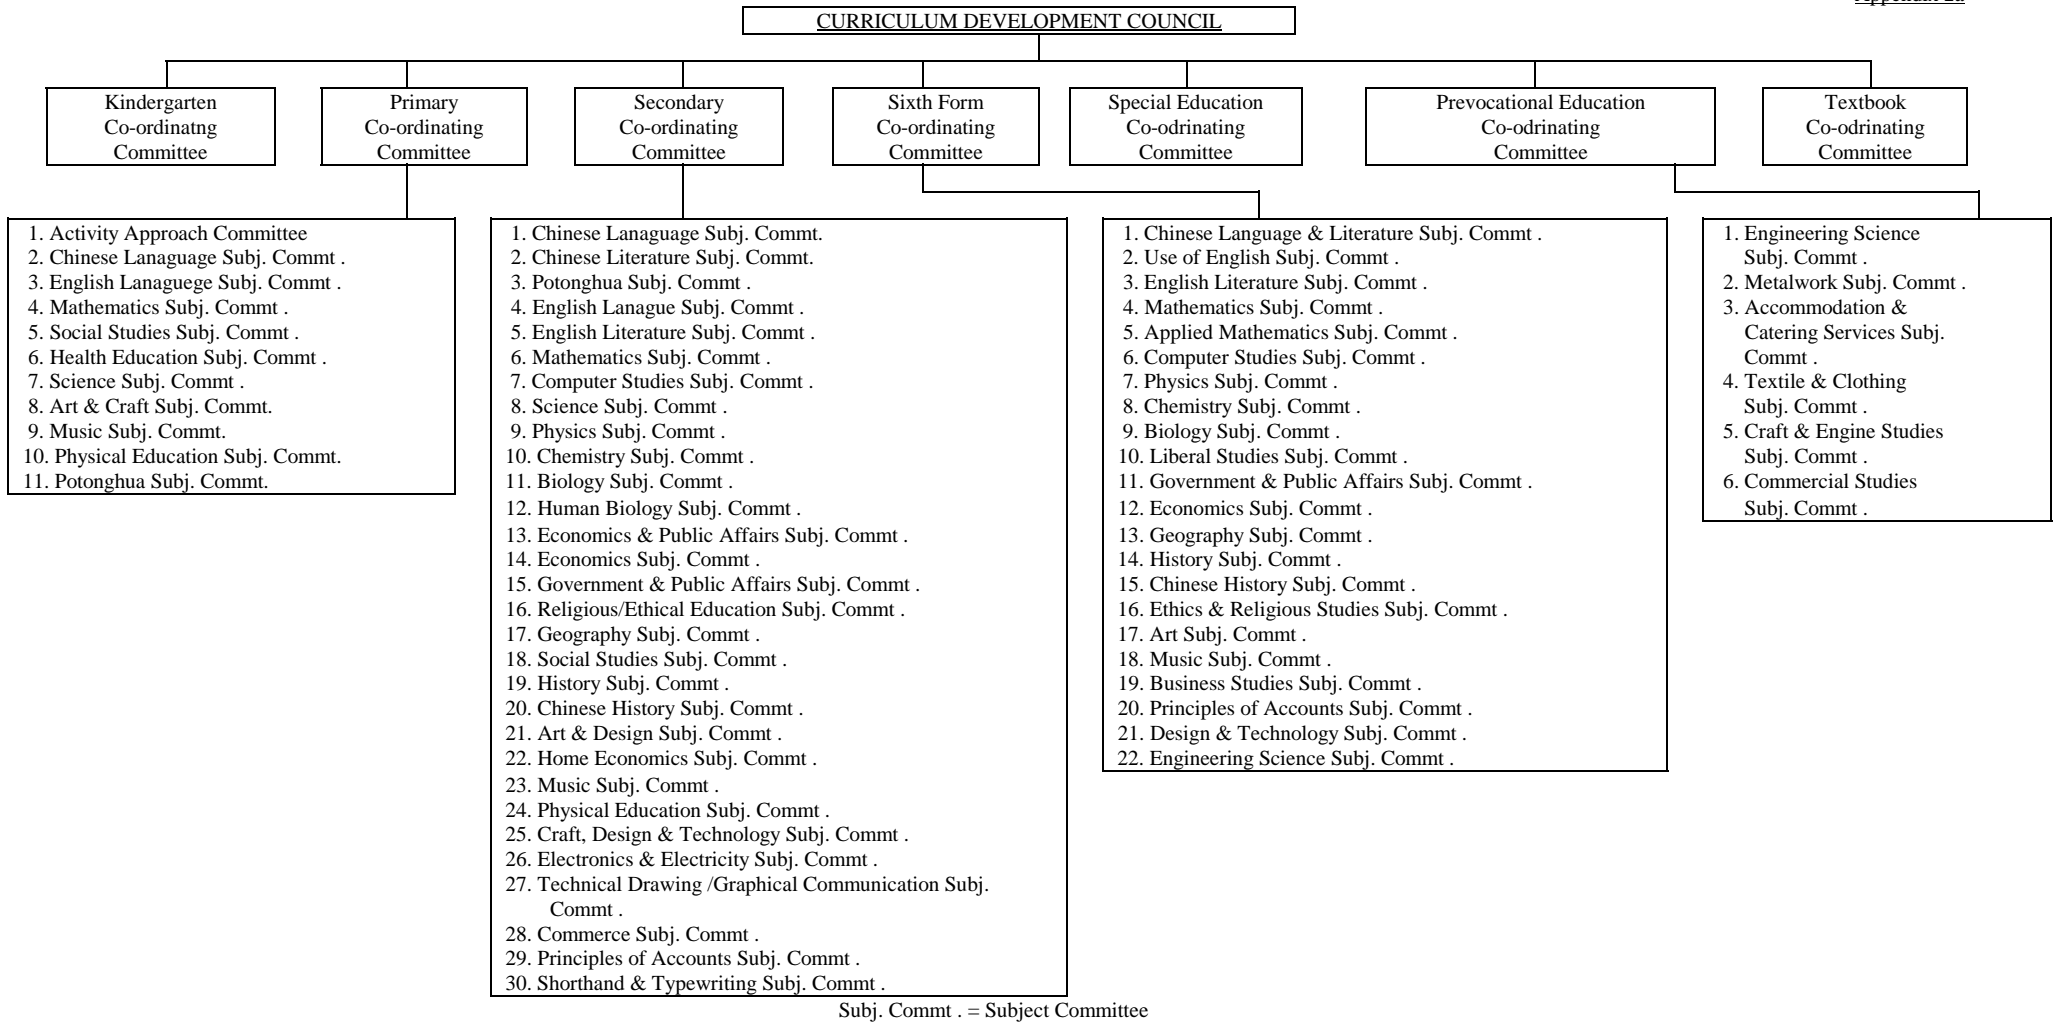 Appendix 2a
CURRICULUM DEVELOPMENT COUNCIL
Kindergarten
Co-ordinatng
Committee
Primary
Co-ordinating
Committee
Secondary
Co-ordinating
Committee
Sixth Form
Co-ordinating
Committee
Special Education
Co-odrinating
Committee
Prevocational Education
Co-odrinating
Committee
Textbook
Co-odrinating
Committee
1. Activity Approach Committee
2. Chinese Lanaguage Subj. Commt .
3. English Lanaguege Subj. Commt .
4. Mathematics Subj. Commt .
5. Social Studies Subj. Commt .
6. Health Education Subj. Commt .
7. Science Subj. Commt .
8. Art & Craft Subj. Commt.
9. Music Subj. Commt.
10. Physical Education Subj. Commt.
11. Potonghua Subj. Commt.
1. Chinese Lanaguage Subj. Commt.
2. Chinese Literature Subj. Commt.
3. Potonghua Subj. Commt .
4. English Lanague Subj. Commt .
5. English Literature Subj. Commt .
6. Mathematics Subj. Commt .
7. Computer Studies Subj. Commt .
8. Science Subj. Commt .
9. Physics Subj. Commt .
10. Chemistry Subj. Commt .
11. Biology Subj. Commt .
12. Human Biology Subj. Commt .
13. Economics & Public Affairs Subj. Commt .
14. Economics Subj. Commt .
15. Government & Public Affairs Subj. Commt .
16. Religious/Ethical Education Subj. Commt .
17. Geography Subj. Commt .
18. Social Studies Subj. Commt .
19. History Subj. Commt .
20. Chinese History Subj. Commt .
21. Art & Design Subj. Commt .
22. Home Economics Subj. Commt .
23. Music Subj. Commt .
24. Physical Education Subj. Commt .
25. Craft, Design & Technology Subj. Commt .
26. Electronics & Electricity Subj. Commt .
27. Technical Drawing /Graphical Communication Subj.
Commt .
28. Commerce Subj. Commt .
29. Principles of Accounts Subj. Commt .
30. Shorthand & Typewriting Subj. Commt .
1. Chinese Language & Literature Subj. Commt .
2. Use of English Subj. Commt .
3. English Literature Subj. Commt .
4. Mathematics Subj. Commt .
5. Applied Mathematics Subj. Commt .
6. Computer Studies Subj. Commt .
7. Physics Subj. Commt .
8. Chemistry Subj. Commt .
9. Biology Subj. Commt .
10. Liberal Studies Subj. Commt .
11. Government & Public Affairs Subj. Commt .
12. Economics Subj. Commt .
13. Geography Subj. Commt .
14. History Subj. Commt .
15. Chinese History Subj. Commt .
16. Ethics & Religious Studies Subj. Commt .
17. Art Subj. Commt .
18. Music Subj. Commt .
19. Business Studies Subj. Commt .
20. Principles of Accounts Subj. Commt .
21. Design & Technology Subj. Commt .
22. Engineering Science Subj. Commt .
1. Engineering Science
Subj. Commt .
2. Metalwork Subj. Commt .
3. Accommodation &
Catering Services Subj.
Commt .
4. Textile & Clothing
Subj. Commt .
5. Craft & Engine Studies
Subj. Commt .
6. Commercial Studies
Subj. Commt .
Subj. Commt . = Subject Committee